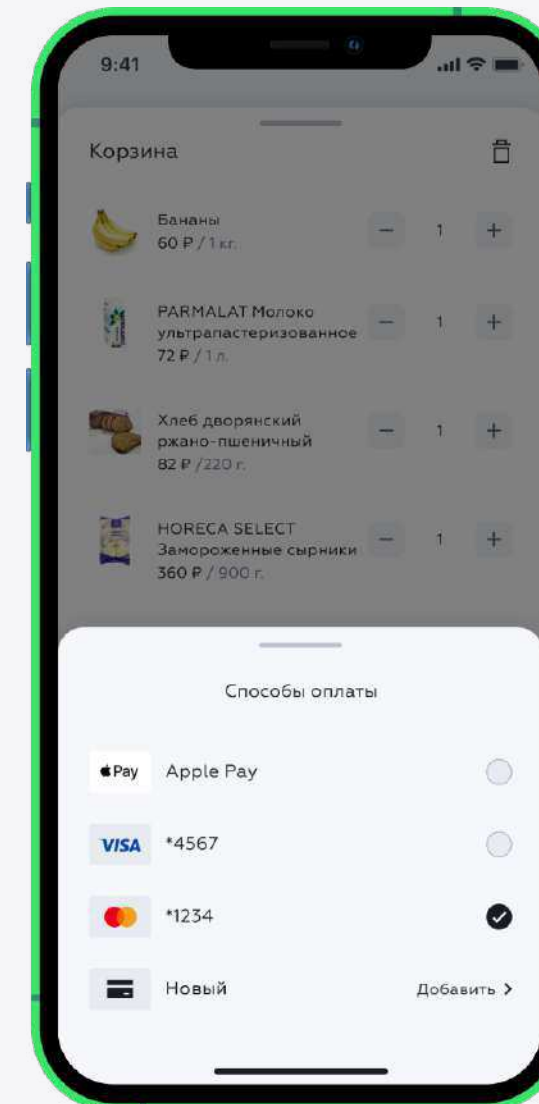 9:41
Корзина
Бананы
60 ₽ / 1 кг.
1
PARMALAT Молоко
ультрапастеризованное
72 ₽ / 1 л.
1
Хлеб дворянский
ржано-пшеничный
82 ₽ /220 г.
1
HORECA SELECT
Замороженные сырники
360 ₽ / 900 г.
1
Способы оплаты
Pay Apple Pay
VISA *4567
*1234
Новый Добавить >